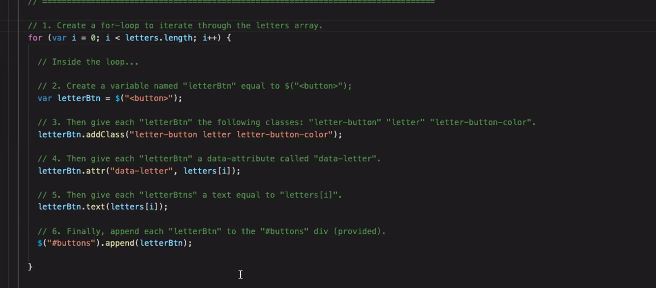 // =====================================================================================
// 1. Create a for-loop to iterate through the letters array.
for (var i = 0; i < letters.length; i++) {
// Inside the loop...
// 2. Create a variable named "letterBtn" equal to $("<button>");
var letterBtn = $("<button>");
// 3. Then give each "letterBtn" the following classes: "letter-button" "letter" "letter-button-color".
letterBtn.addClass("letter-button letter letter-button-color");
// 4. Then give each "letterBtn" a data-attribute called "data-letter".
letterBtn.attr("data-letter", letters[i]);
// 5. Then give each "letterBtns" a text equal to "letters[i]".
letterBtn.text(letters[i]);
// 6. Finally, append each "letterBtn" to the "#buttons" div (provided).
$("#buttons").append(letterBtn);
}